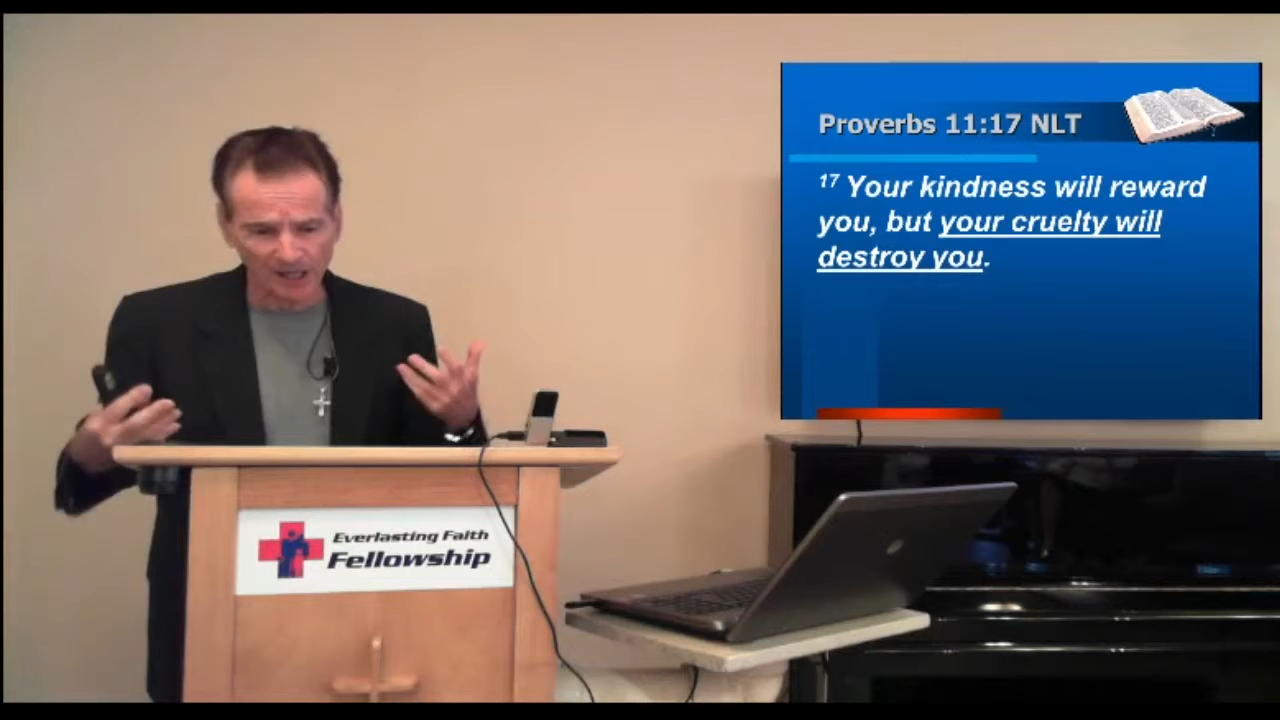 Proverbs 11:17 NLT
17 Your kindness will reward
you, but your cruelty will
destroy you.
Everlasting Faith
Fellowship